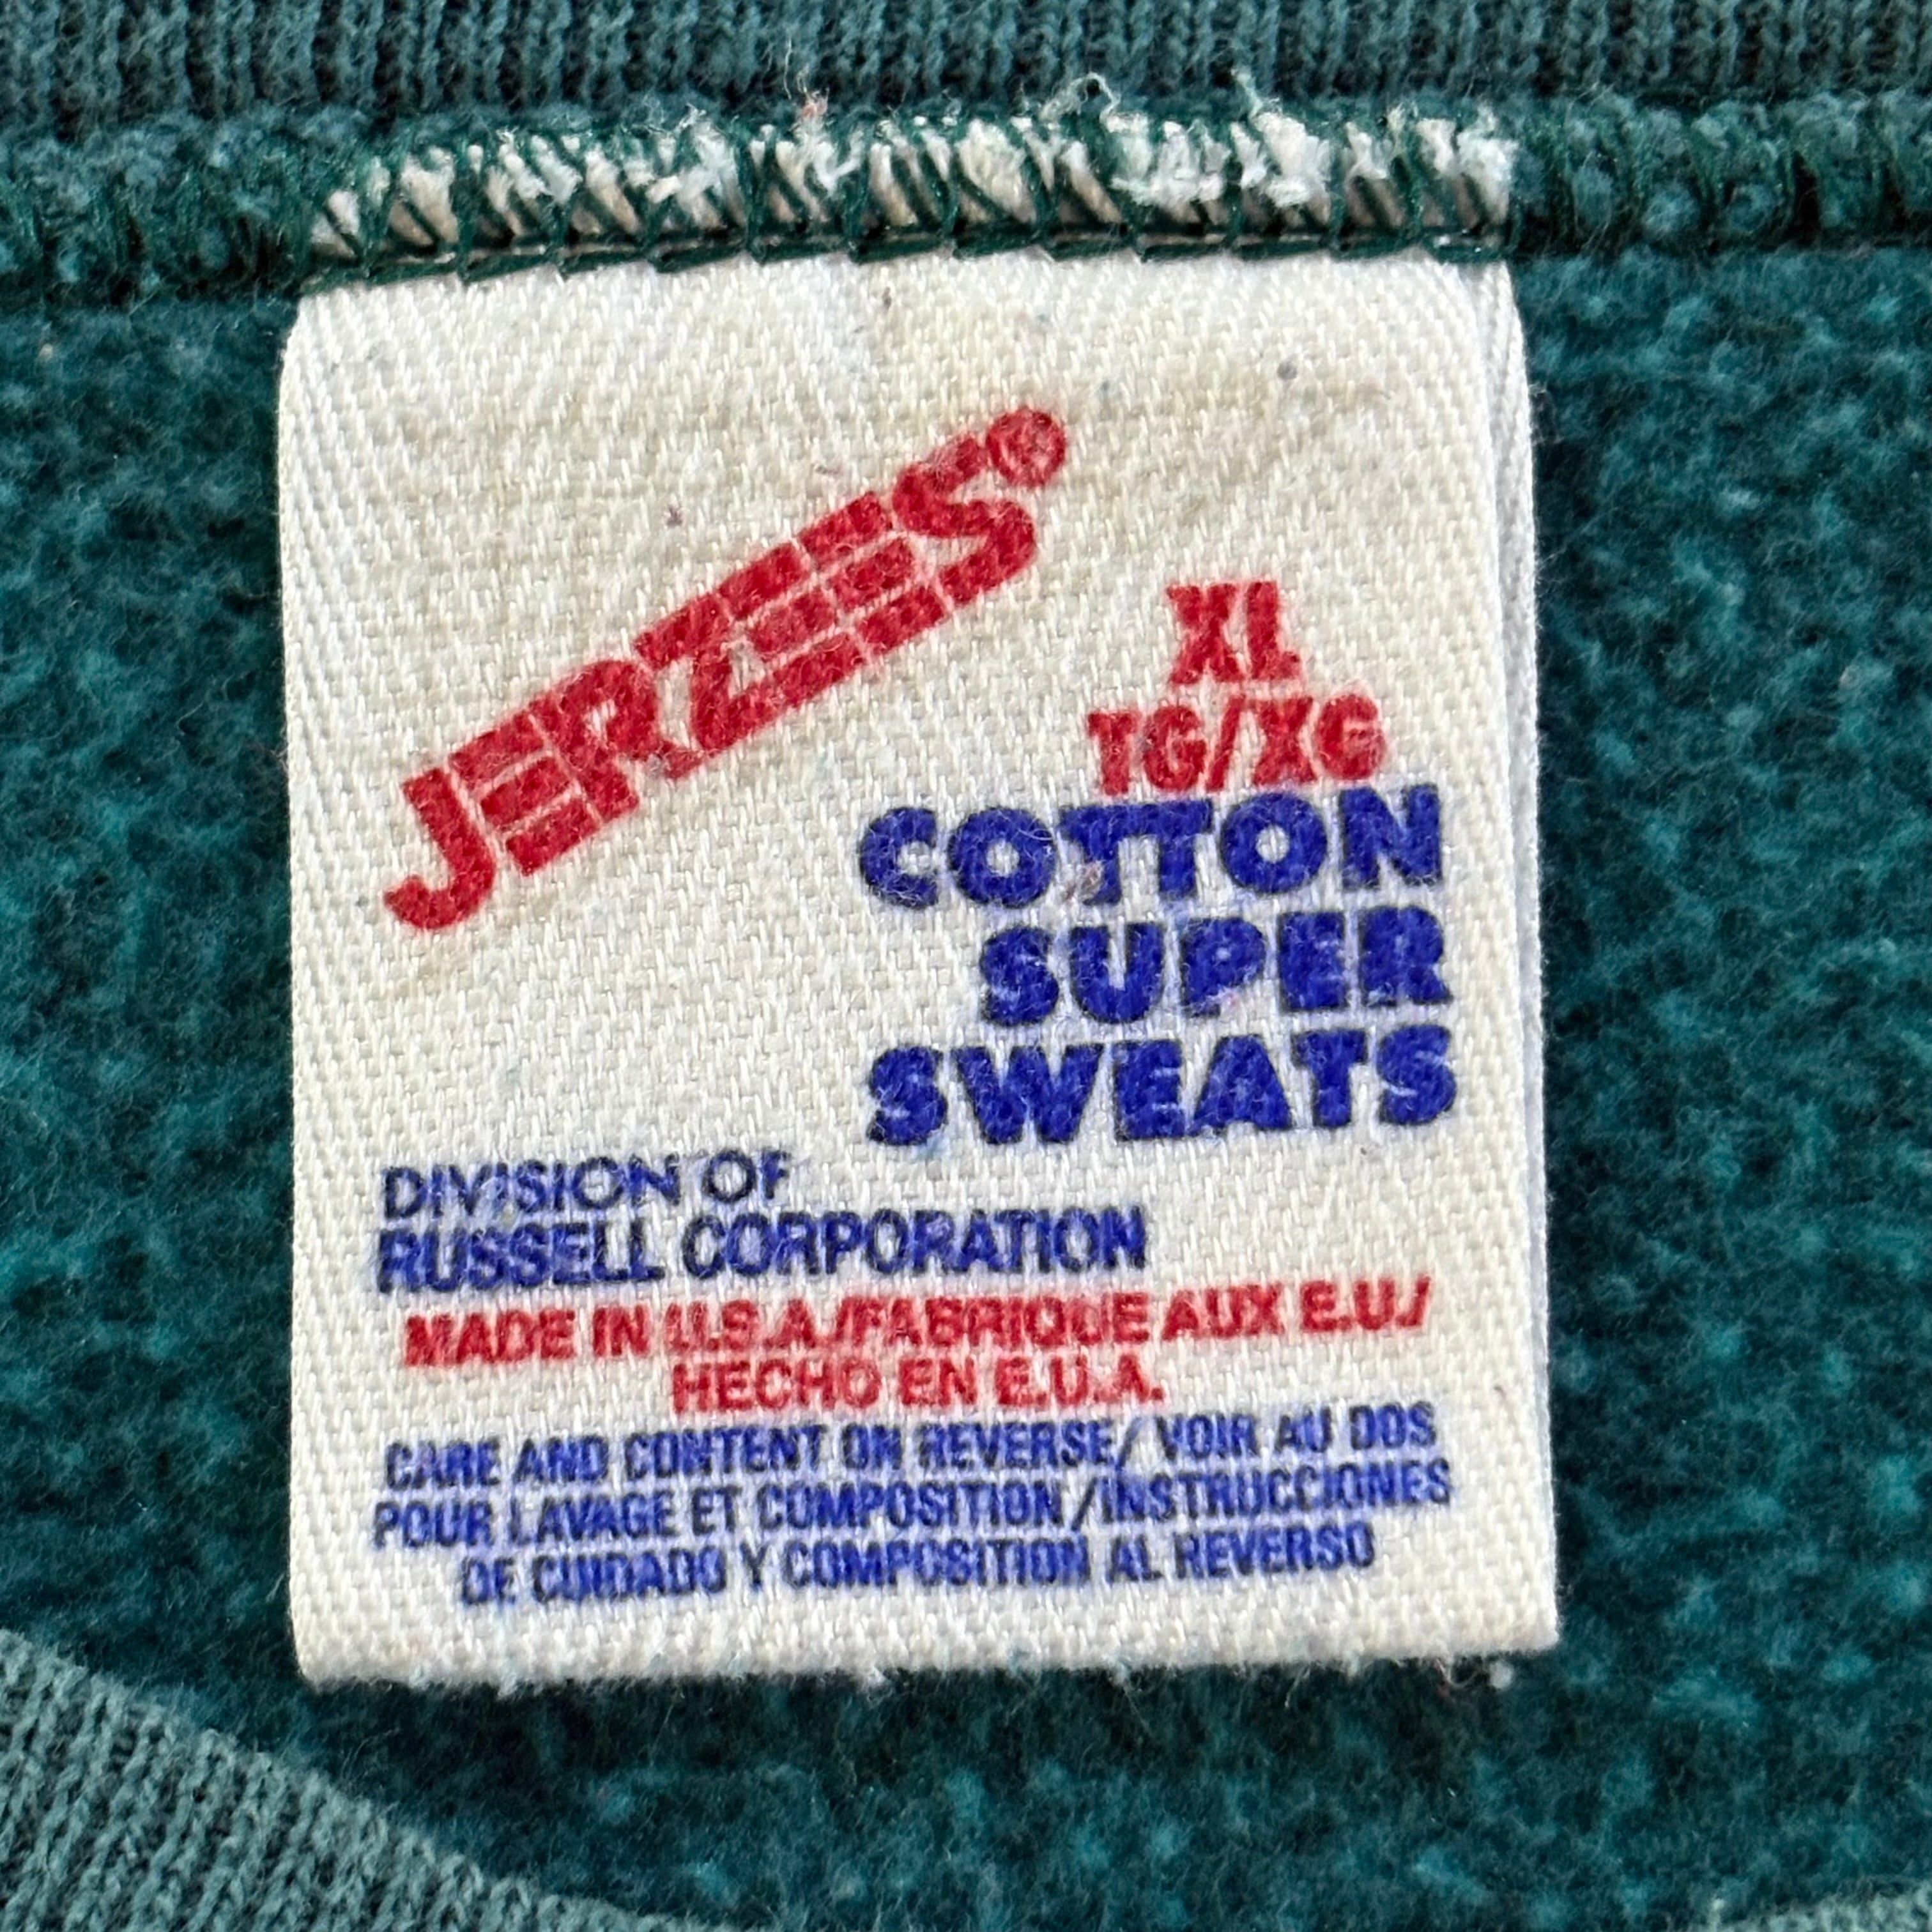 JERZEES®
XL
TG/XG
COTTON
SUPER
SWEATS
DIVISION OF
RUSSELL CORPORATION
MADE IN U.S.A./FABRIQUE AUX E.U./
HECHO EN E.U.A.
CARE AND CONTENT ON REVERSE/ VOIR AU DOS
POUR LAVAGE ET COMPOSITION /INSTRUCCIONES
DE CUIDADO Y COMPOSITION AL REVERSO